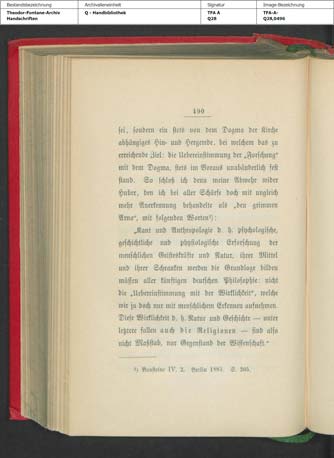 Bestandsbezeichnung Archivalieneinheit Signatur Image-Bezeichnung
Theodor-Fontane-Archiv Q - Handbibliothek TFA A TFA-A-
Handschriften Q28 Q28,0496
490
sei, sondern ein stets von dem Dogma der Kirche
abhängiges Hin- und Hergerede, bei welchem das zu
erreichende Ziel: die Uebereinstimmung der „Forschung“
mit dem Dogma, stets im Voraus unabänderlich fest
stand. So schloß ich denn meine Abwehr wider
Huber, den ich bei aller Schärfe doch mit ungleich
mehr Anerkennung behandelte als „den grimmen
Arno“, mit folgenden Worten¹):
„Kant und Anthropologie d. h. psychologische,
geschichtliche und physiologische Erforschung der
menschlichen Geisteskräfte und Natur, ihrer Mittel
und ihrer Schranken werden die Grundlage bilden
müssen aller künftigen deutschen Philosophie: nicht
die „Uebereinstimmung mit der Wirklichkeit“, welche
wir ja doch nur mit menschlichem Erkennen aufnehmen.
Diese Wirklichkeit d. h. Natur und Geschichte — unter
letztere fallen auch die Religionen — sind also
nicht Maßstab, nur Gegenstand der Wissenschaft.“
¹) Bausteine IV. 2. Berlin 1881. S. 265.